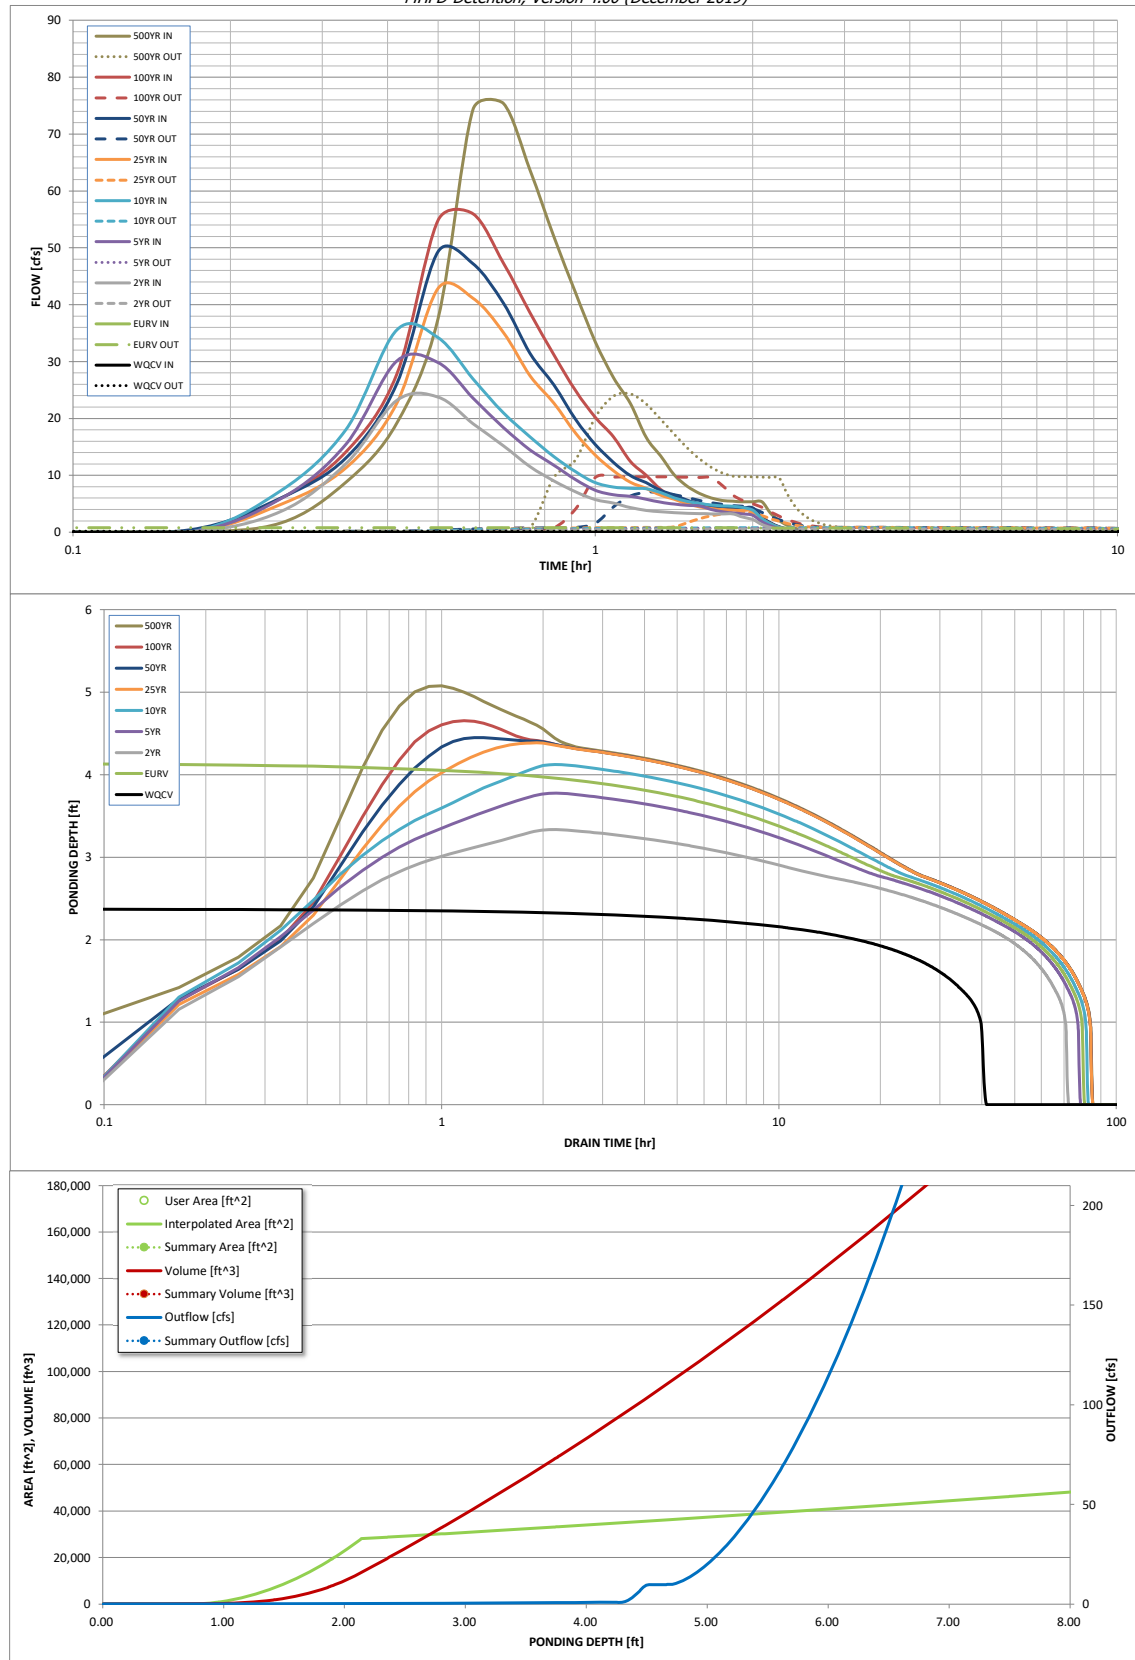 MHFD-Detention, Version 4.00 (December 2019)
90
80
70
60
50
40
30
20
10
0
FLOW [cfs]
500YR IN
500YR OUT
100YR IN
100YR OUT
50YR IN
50YR OUT
25YR IN
25YR OUT
10YR IN
10YR OUT
5YR IN
5YR OUT
2YR IN
2YR OUT
EURV IN
EURV OUT
WQCV IN
WQCV OUT
0.1
1
10
TIME [hr]
6
5
4
3
2
1
0
PONDING DEPTH [ft]
500YR
100YR
50YR
25YR
10YR
5YR
2YR
EURV
WQCV
0.1
1
10
100
DRAIN TIME [hr]
180,000
160,000
140,000
120,000
100,000
80,000
60,000
40,000
20,000
0
AREA [ft^2], VOLUME [ft^3]
User Area [ft^2]
Interpolated Area [ft^2]
Summary Area [ft^2]
Volume [ft^3]
Summary Volume [ft^3]
Outflow [cfs]
Summary Outflow [cfs]
200
150
100
50
0
OUTFLOW [cfs]
0.00
1.00
2.00
3.00
4.00
5.00
6.00
7.00
8.00
PONDING DEPTH [ft]